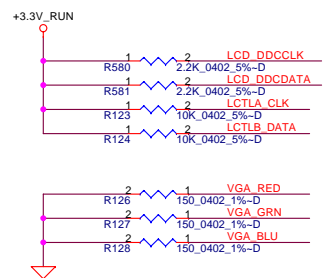 +3.3V_RUN
1 2 LCD_DDCCLK
R580 2.2K_0402_5%~D
1 2 LCD_DDCDATA
R581 2.2K_0402_5%~D
1 2 LCTLA_CLK
R123 10K_0402_5%~D
1 2 LCTLB_DATA
R124 10K_0402_5%~D
2 1 VGA_RED
R126 150_0402_1%~D
2 1 VGA_GRN
R127 150_0402_1%~D
2 1 VGA_BLU
R128 150_0402_1%~D